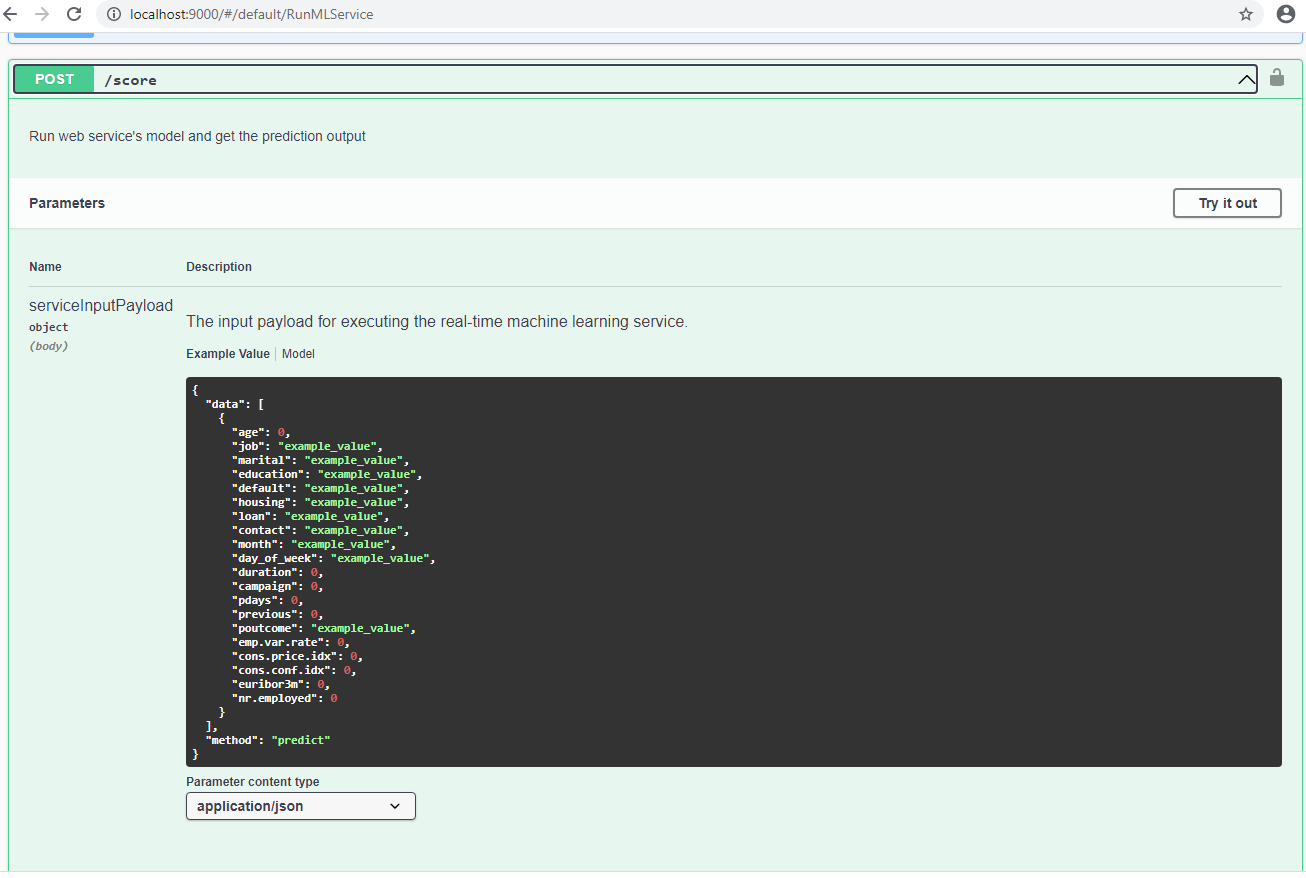 localhost:9000/#/default/RunMLService
POST /score
Run web service's model and get the prediction output
Parameters
Try it out
Name Description
serviceInputPayload
object
(body)
The input payload for executing the real-time machine learning service.
Example Value Model
{
"data": [
{
"age": 0,
"job": "example_value",
"marital": "example_value",
"education": "example_value",
"default": "example_value",
"housing": "example_value",
"loan": "example_value",
"contact": "example_value",
"month": "example_value",
"day_of_week": "example_value",
"duration": 0,
"campaign": 0,
"pdays": 0,
"previous": 0,
"poutcome": "example_value",
"emp.var.rate": 0,
"cons.price.idx": 0,
"cons.conf.idx": 0,
"euribor3m": 0,
"nr.employed": 0
}
],
"method": "predict"
}
Parameter content type
application/json